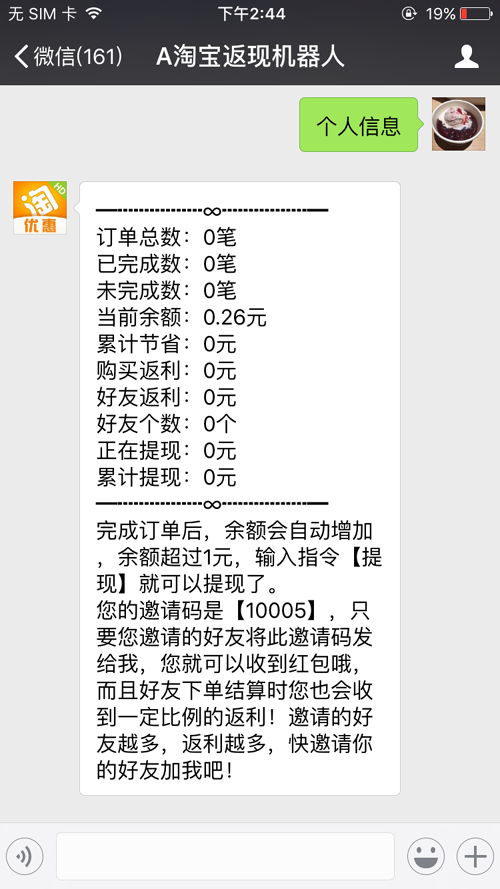 无 SIM 卡 下午2:44 19%
微信(161) A淘宝返现机器人
个人信息
淘 HD
优惠
━┅┅┅┅┅∞┅┅┅┅┅━
订单总数：0笔
已完成数：0笔
未完成数：0笔
当前余额：0.26元
累计节省：0元
购买返利：0元
好友返利：0元
好友个数：0个
正在提现：0元
累计提现：0元
━┅┅┅┅┅∞┅┅┅┅┅━
完成订单后，余额会自动增加
，余额超过1元，输入指令【提
现】就可以提现了。
您的邀请码是【10005】，只
要您邀请的好友将此邀请码发
给我，您就可以收到红包哦，
而且好友下单结算时您也会收
到一定比例的返利！邀请的好
友越多，返利越多，快邀请你
的好友加我吧！